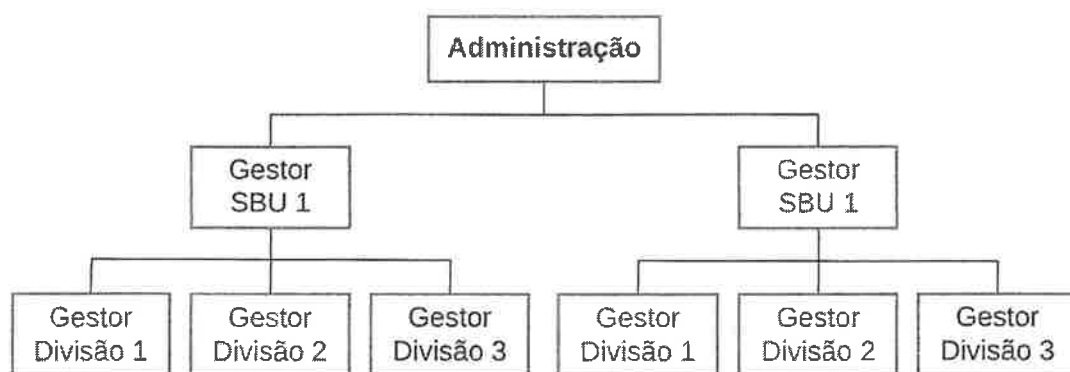 Administração
Gestor
SBU 1
Gestor
SBU 1
Gestor
Divisão 1
Gestor
Divisão 2
Gestor
Divisão 3
Gestor
Divisão 1
Gestor
Divisão 2
Gestor
Divisão 3